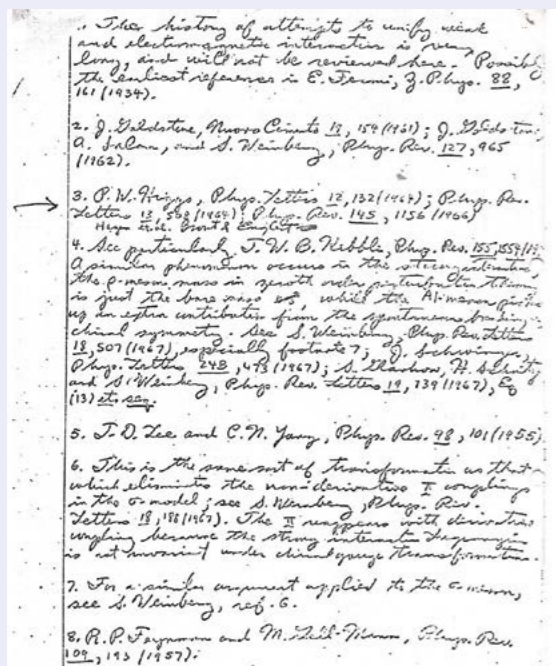 1. The history of attempts to unify weak
and electromagnetic interactions is very
long, and will not be reviewed here. Possibly
the earliest reference is E. Fermi, Z. Phys. 88,
161 (1934).
2. J. Goldstone, Nuovo Cimento 19, 154 (1961); J. Goldstone,
A. Salam, and S. Weinberg, Phys. Rev. 127, 965
(1962).
3. P. W. Higgs, Phys. Letters 12, 132 (1964); Phys. Rev.
Letters 13, 508 (1964); Phys. Rev. 145, 1156 (1966)
Brout & Englert
4. See particularly T. W. B. Kibble, Phys. Rev. 155, 1554
A similar phenomenon occurs in the strong interactions;
the ρ-meson mass in zeroth order perturbation theory
is just the bare mass, while the A1-meson picks
up an extra contribution from the spontaneous breaking of
chiral symmetry. See S. Weinberg, Phys. Rev. Letters
18, 507 (1967), especially footnote 7; J. Schwinger,
Phys. Letters 24B, 473 (1967); S. Glashow, H. Schnitzer
and S. Weinberg, Phys. Rev. Letters 19, 139 (1967), Eq
(13) et. seq.
5. T. D. Lee and C. N. Yang, Phys. Rev. 98, 101 (1955).
6. This is the same sort of transformation as that
which eliminates the non-derivative π couplings
in the σ-model; see S. Weinberg, Phys. Rev.
Letters 18, 188 (1967). The π reappears with derivative
coupling because the strong interaction Lagrangian
is not invariant under chiral gauge transformation.
7. For a similar argument applied to the σ-meson,
see S. Weinberg, ref. 6.
8. R. P. Feynman and M. Gell-Mann, Phys. Rev.
109, 193 (1957).